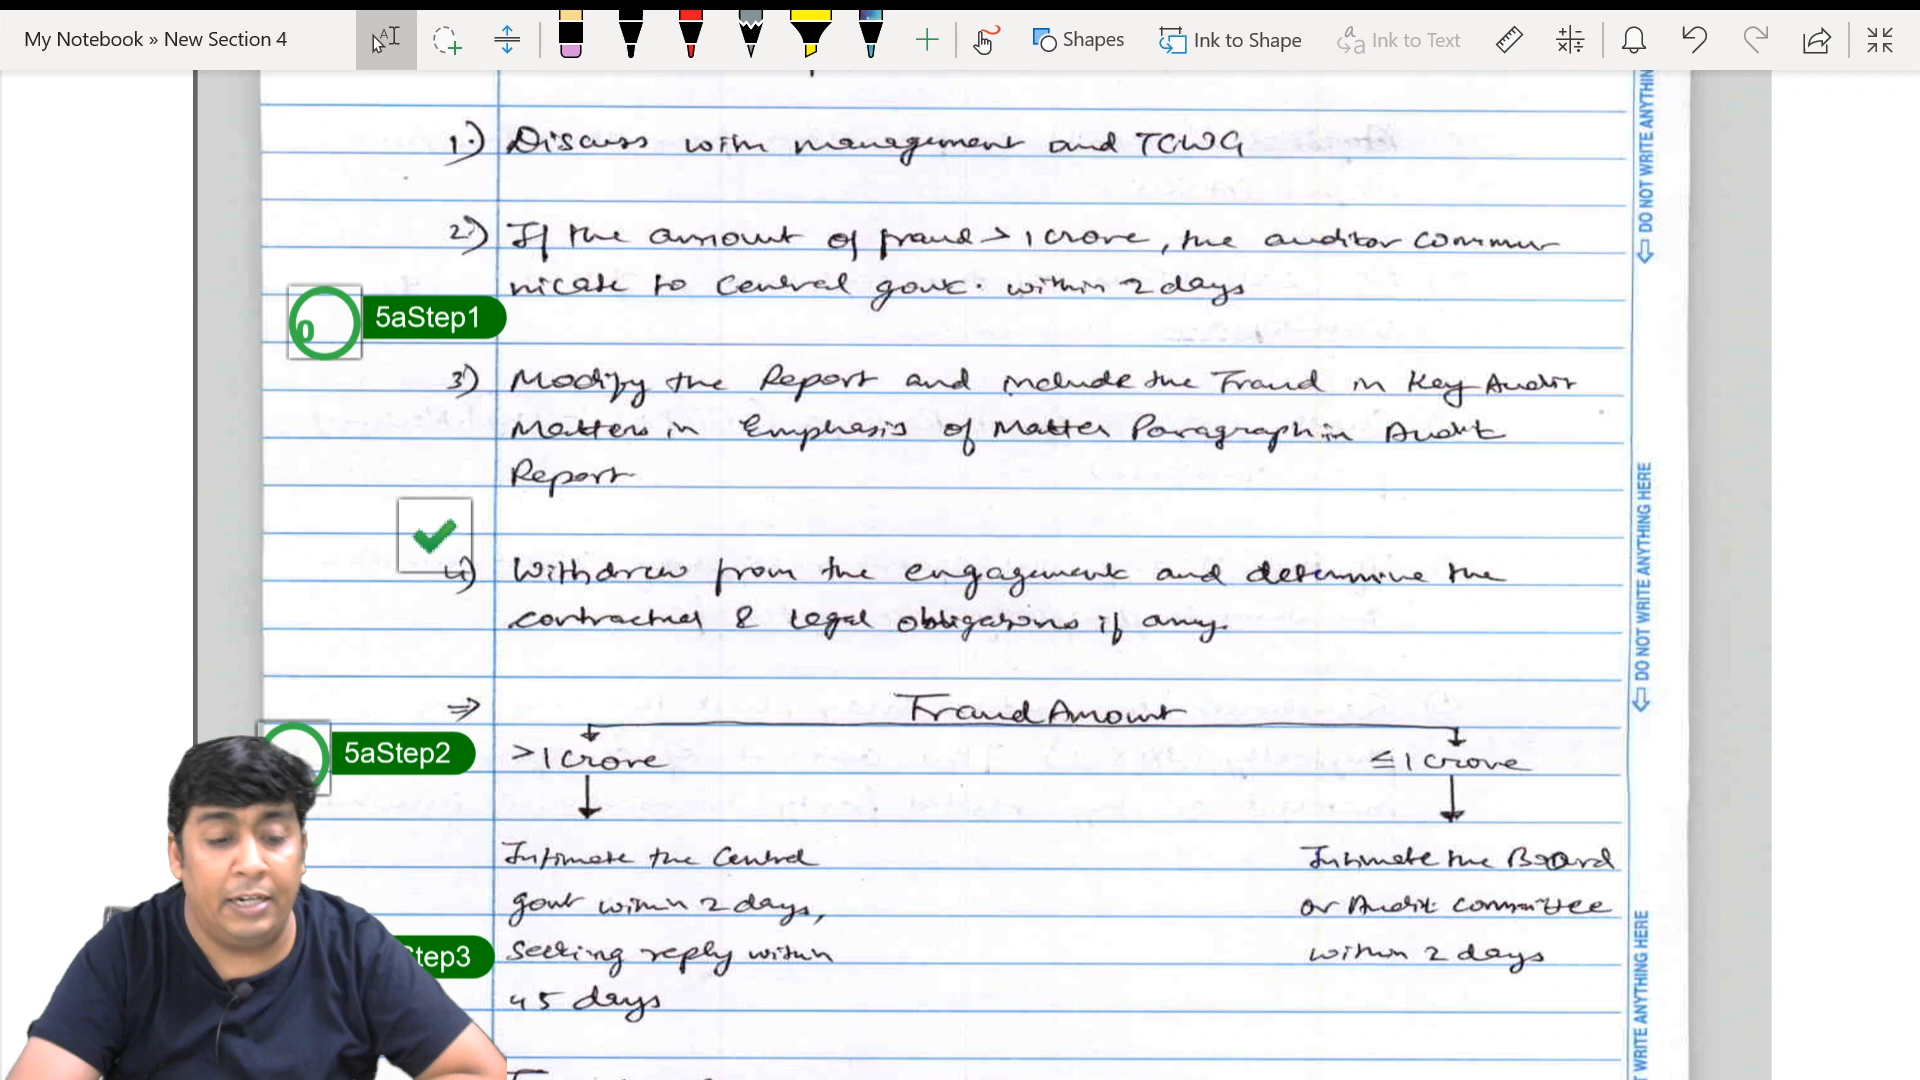 My Notebook » New Section 4
Shapes
Ink to Shape
Ink to Text
1.) Discuss with management and TCWG
2.) If the amount of fraud > 1 crore, the auditor commu
nicate to Central govt. within 2 days
0
5aStep1
3) Modify the Report and include the Fraud in Key Audit
Matters in Emphasis of Matter Paragraph in Audit
Report
4) Withdrew from the engagement and determine the
contractual & legal obligations if any.
⇒ Fraud Amount
5aStep2
>1 crore
≤ 1 crore
Intimate the Central
govt within 2 days,
seeking reply within
45 days
Intimate the Board
or Audit committee
within 2 days
tep3
DO NOT WRITE ANYTHIN
DO NOT WRITE ANYTHING HERE
WRITE ANYTHING HERE